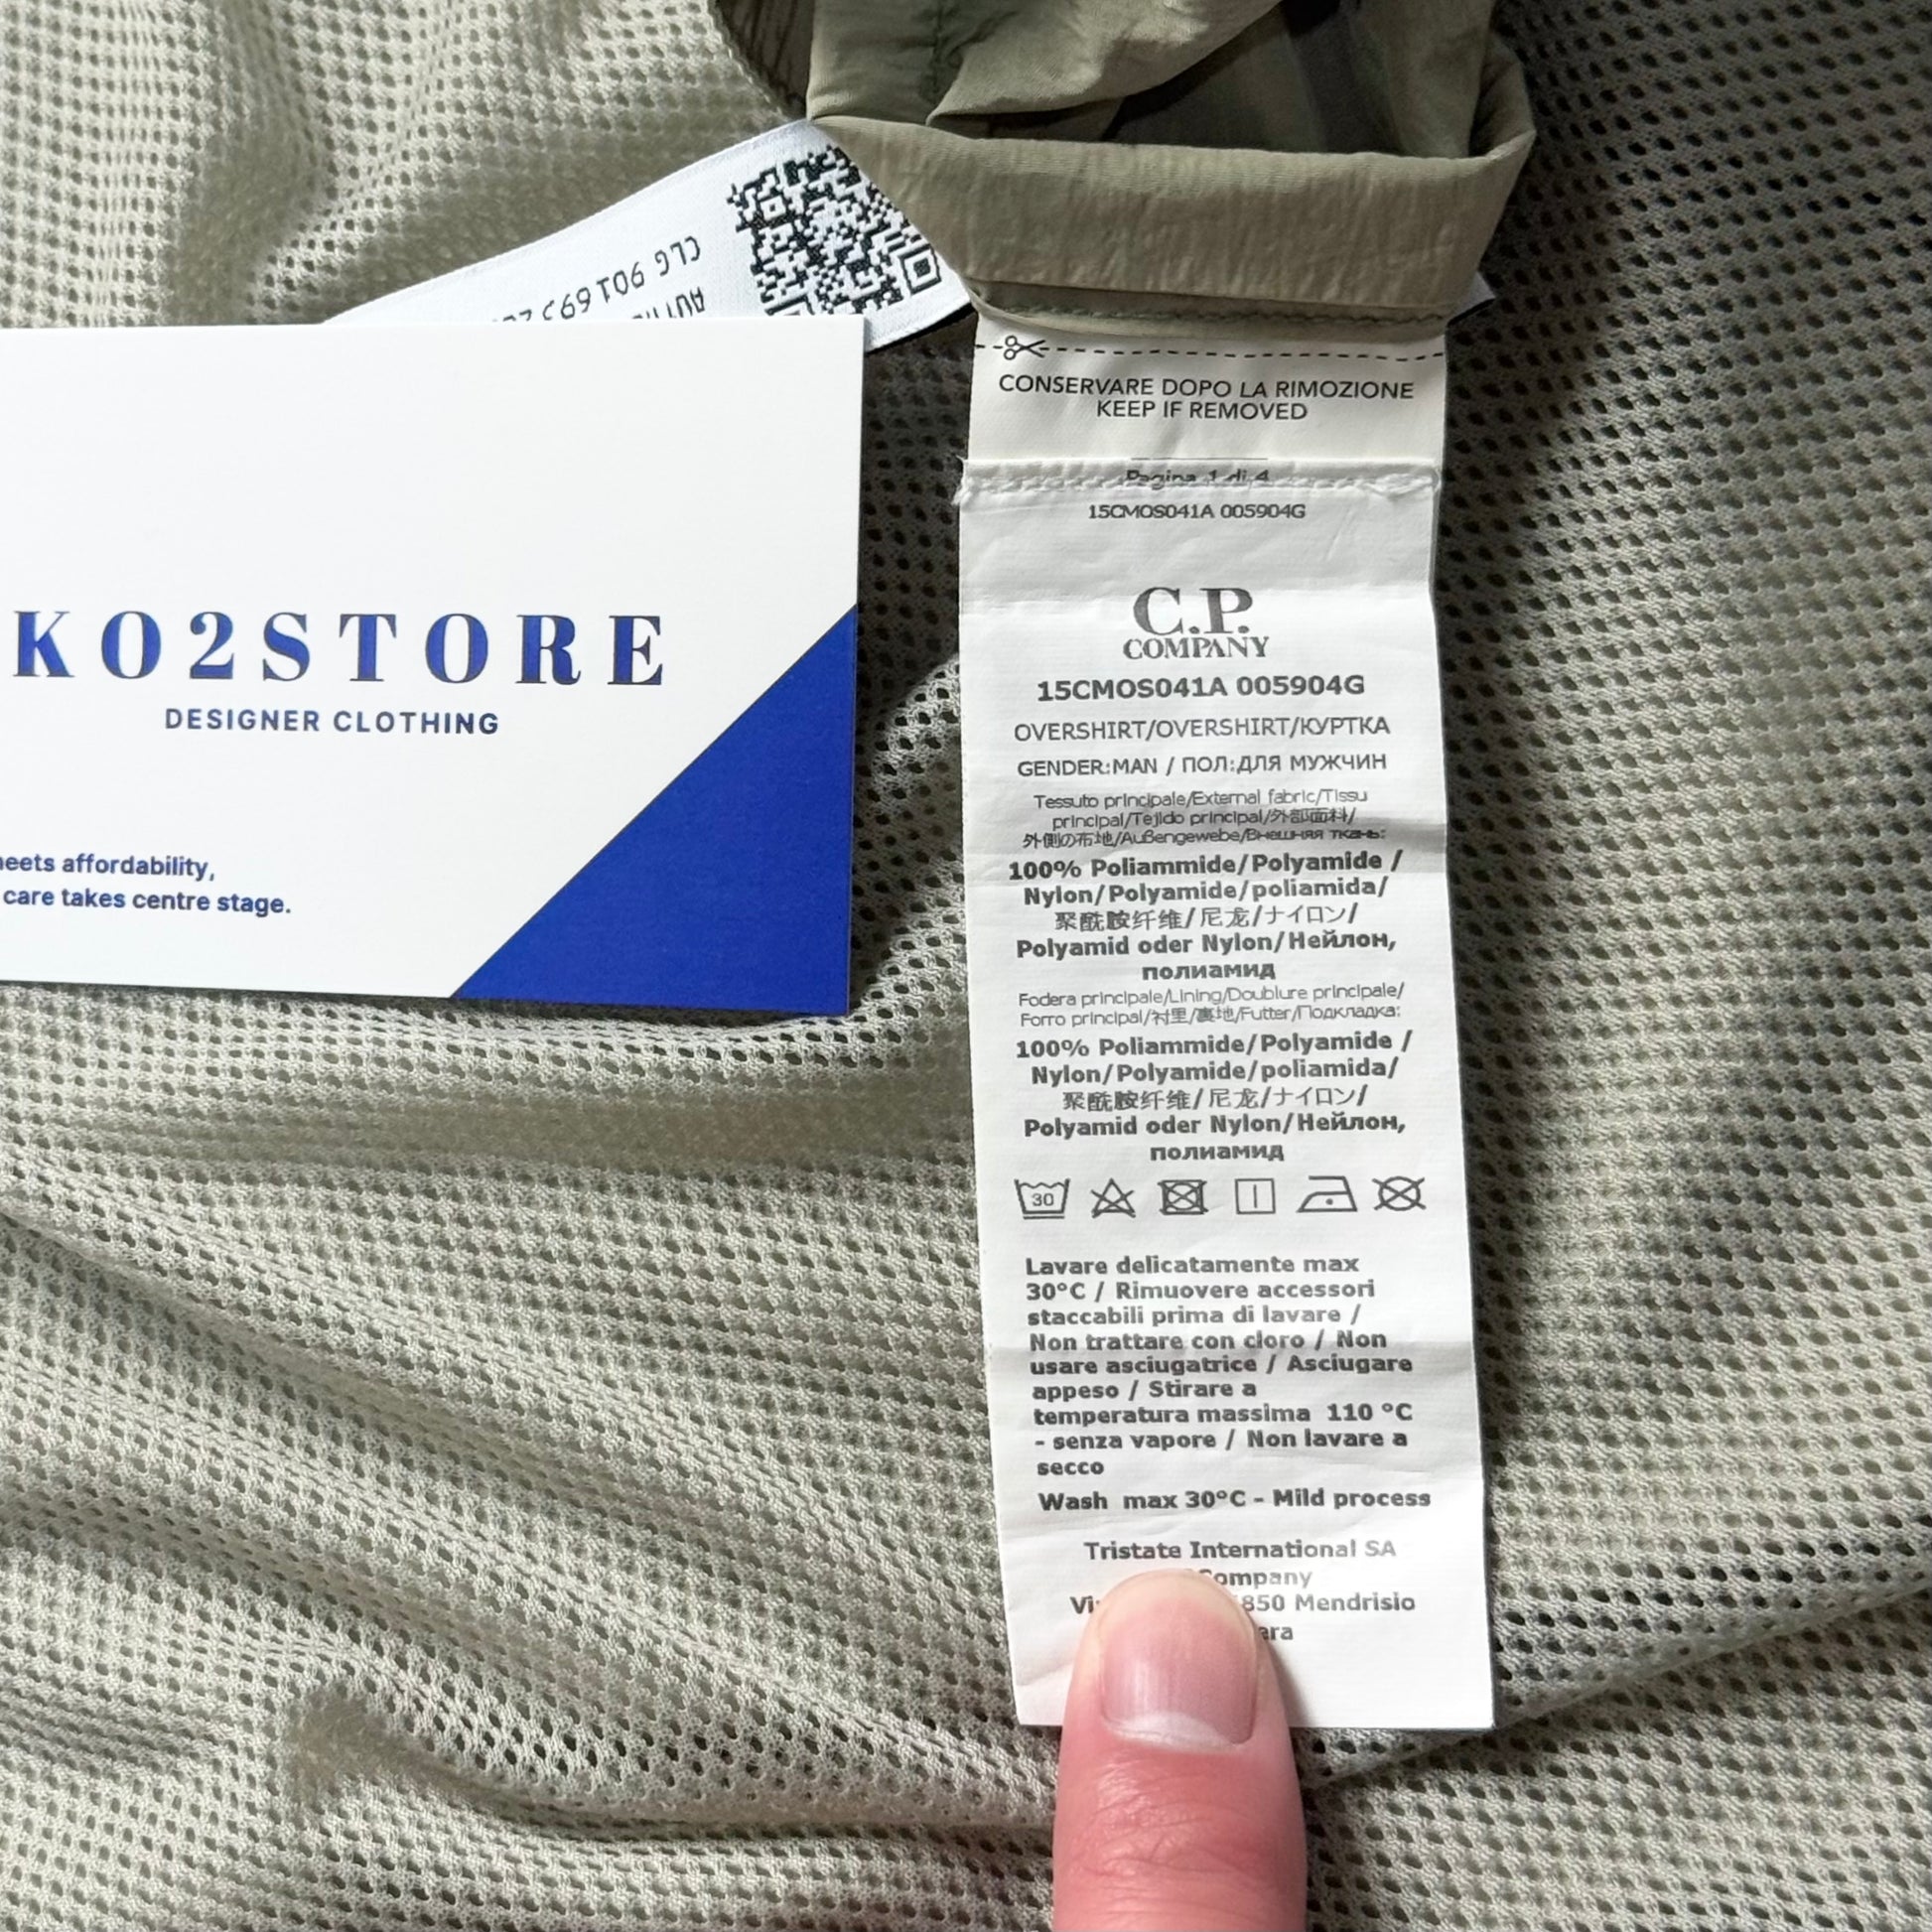 CLG 901693
CONSERVARE DOPO LA RIMOZIONE
KEEP IF REMOVED
Pagina 1 di 4
15CMOS041A 005904G
C.P.
COMPANY
15CMOS041A 005904G
OVERSHIRT/OVERSHIRT/КУРТКА
GENDER:MAN / ПОЛ:ДЛЯ МУЖЧИН
Tessuto principale/External fabric/Tissu
principal/Tejido principal/外部面料/
外側の布地/Außengewebe/Внешняя ткань:
100% Poliammide/Polyamide /
Nylon/Polyamide/poliamida/
聚酰胺纤维/尼龙/ナイロン/
Polyamid oder Nylon/Нейлон,
полиамид
Fodera principale/Lining/Doublure principale/
Forro principal/衬里/裏地/Futter/Подкладка:
100% Poliammide/Polyamide /
Nylon/Polyamide/poliamida/
聚酰胺纤维/尼龙/ナイロン/
Polyamid oder Nylon/Нейлон,
полиамид
30
Lavare delicatamente max
30°C / Rimuovere accessori
staccabili prima di lavare /
Non trattare con cloro / Non
usare asciugatrice / Asciugare
appeso / Stirare a
temperatura massima 110 °C
- senza vapore / Non lavare a
secco
Wash max 30°C - Mild process
Tristate International SA
Company
850 Mendrisio
KO2STORE
DESIGNER CLOTHING
eets affordability,
care takes centre stage.